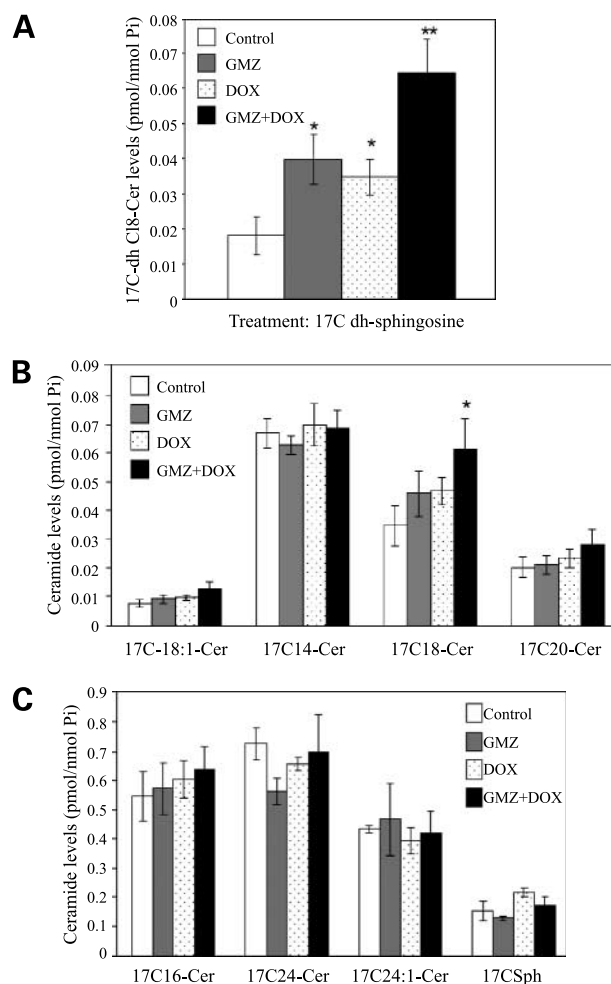 A
17C-dh C18-Cer levels (pmol/nmol Pi)
0.08
0.07
0.06
0.05
0.04
0.03
0.02
0.01
0
Control
GMZ
DOX
GMZ+DOX
*
*
**
Treatment: 17C dh-sphingosine
B
Ceramide levels (pmol/nmol Pi)
0.09
0.08
0.07
0.06
0.05
0.04
0.03
0.02
0.01
0
Control
GMZ
DOX
GMZ+DOX
*
17C-18:1-Cer 17C14-Cer 17C18-Cer 17C20-Cer
C
Ceramide levels (pmol/nmol Pi)
0.9
0.8
0.7
0.6
0.5
0.4
0.3
0.2
0.1
0
Control
GMZ
DOX
GMZ+DOX
17C16-Cer 17C24-Cer 17C24:1-Cer 17CSph